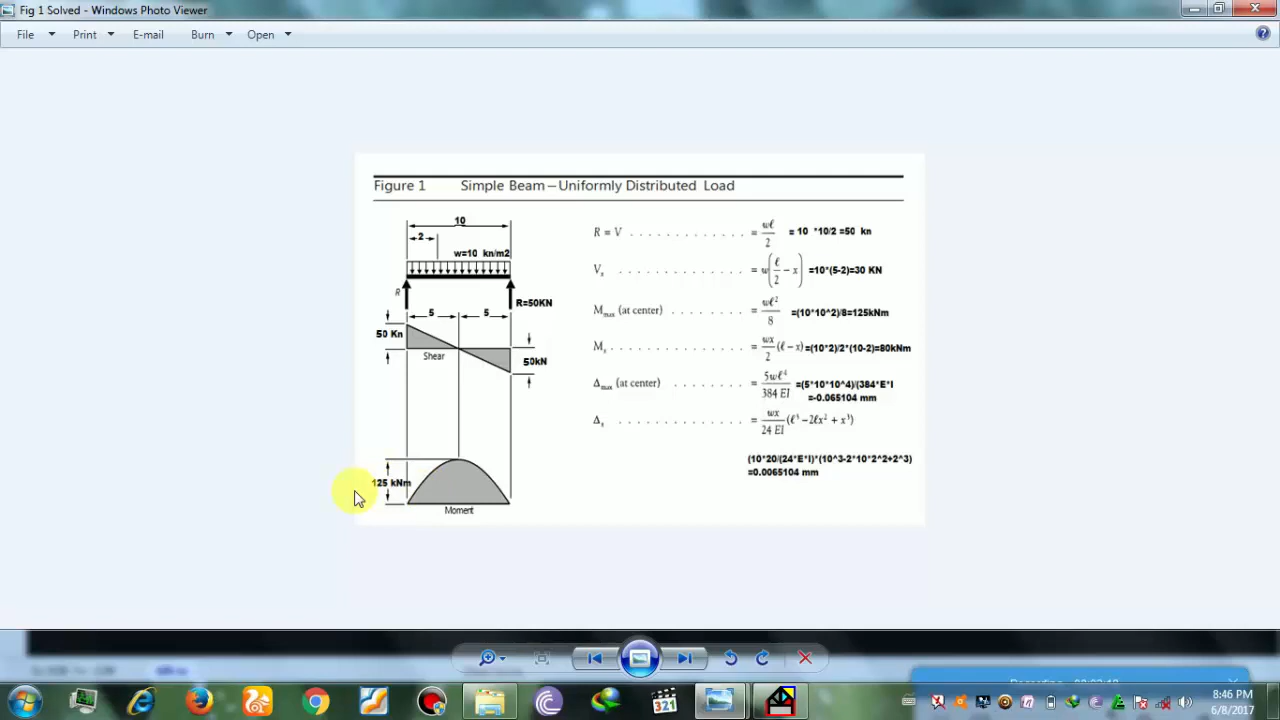 Fig 1 Solved - Windows Photo Viewer
File Print E-mail Burn Open
Figure 1 Simple Beam—Uniformly Distributed Load
10
2
w=10 kn/m2
R
R=50KN
5 5
50 Kn
Shear
50kN
125 kNm
Moment
R = V . . . . . . . . . . . . . = wℓ/2 = 10 *10/2 =50 kn
Vx . . . . . . . . . . . . . . = w(ℓ/2 − x) =10*(5-2)=30 KN
Mmax (at center) . . . . . . . . = wℓ²/8 =(10*10^2)/8=125kNm
Mx . . . . . . . . . . . . . . = wx/2 (ℓ − x) =(10*2)/2*(10-2)=80kNm
Δmax (at center) . . . . . . . . = 5wℓ⁴/384 EI =(5*10*10^4)/(384*E*I
=-0.065104 mm
Δx . . . . . . . . . . . . . . = wx/24 EI (ℓ³ − 2ℓx² + x³)
(10*20/(24*E*I)*(10^3-2*10*2^2+2^3)
=0.0065104 mm
321
8:46 PM
6/8/2017